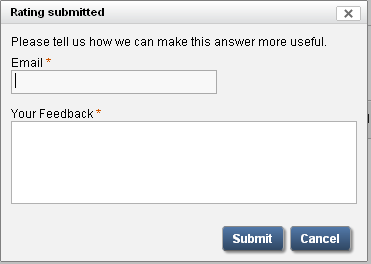 Rating submitted
Please tell us how we can make this answer more useful.
Email *
Your Feedback *
Submit Cancel